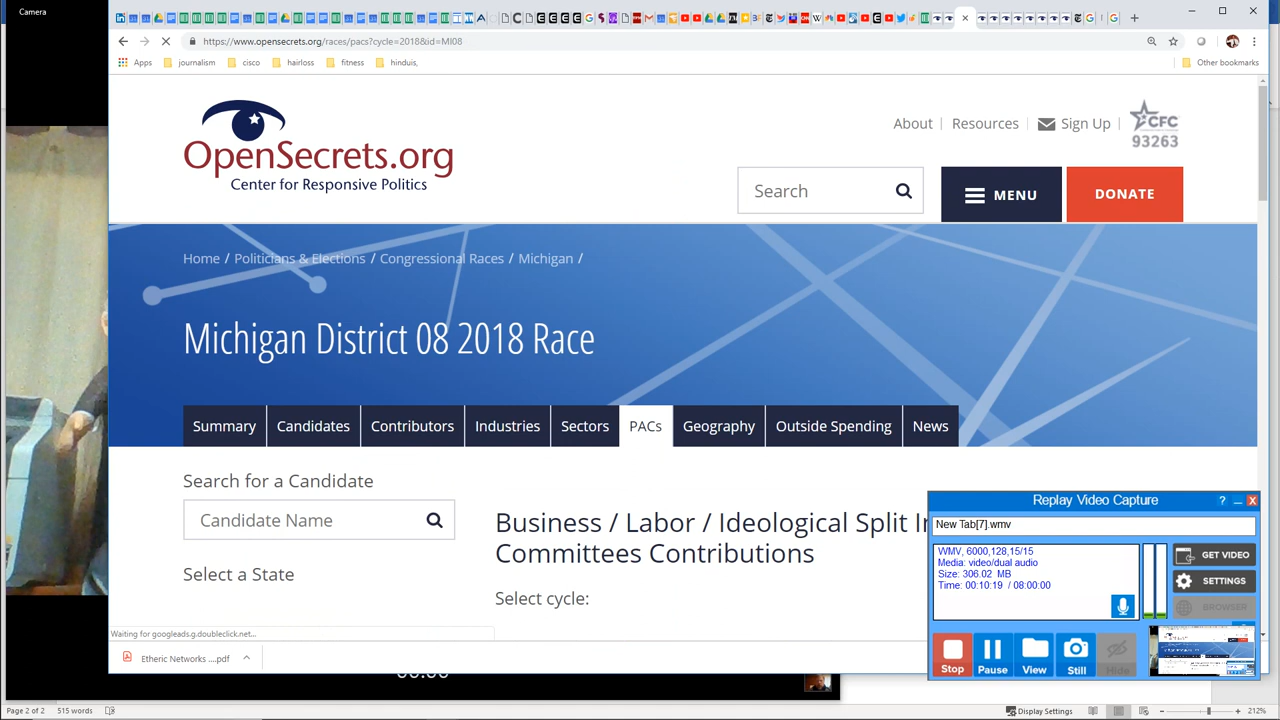 Camera
https://www.opensecrets.org/races/pacs?cycle=2018&id=MI08
Apps journalism cisco hairloss fitness hinduis, Other bookmarks
OpenSecrets.org
Center for Responsive Politics
About Resources Sign Up CFC
93263
Search MENU DONATE
Home / Politicians & Elections / Congressional Races / Michigan /
Michigan District 08 2018 Race
Summary Candidates Contributors Industries Sectors PACs Geography Outside Spending News
Search for a Candidate
Candidate Name
Select a State
Business / Labor / Ideological Split In
Committees Contributions
Select cycle:
Replay Video Capture ?
New Tab[7].wmv
WMV, 6000,128,15/15
Media: video/dual audio
Size: 306.02 MB
Time: 00:10:19 / 08:00:00
GET VIDEO
SETTINGS
BROWSER
Stop Pause View Still Hide
Waiting for googleads.g.doubleclick.net...
Etheric Networks ....pdf
00:00
Page 2 of 2 515 words Display Settings 212%